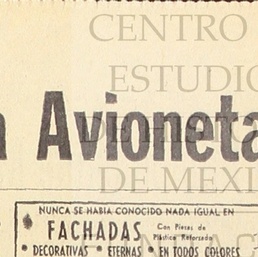 CENTRO
ESTUDIO
Avioneta
DE MEXI
NUNCA SE HABIA CONOCIDO NADA IGUAL EN
FACHADAS Con Piezas de
Plástico Reforzado
• DECORATIVAS • ETERNAS • EN TODOS COLORES